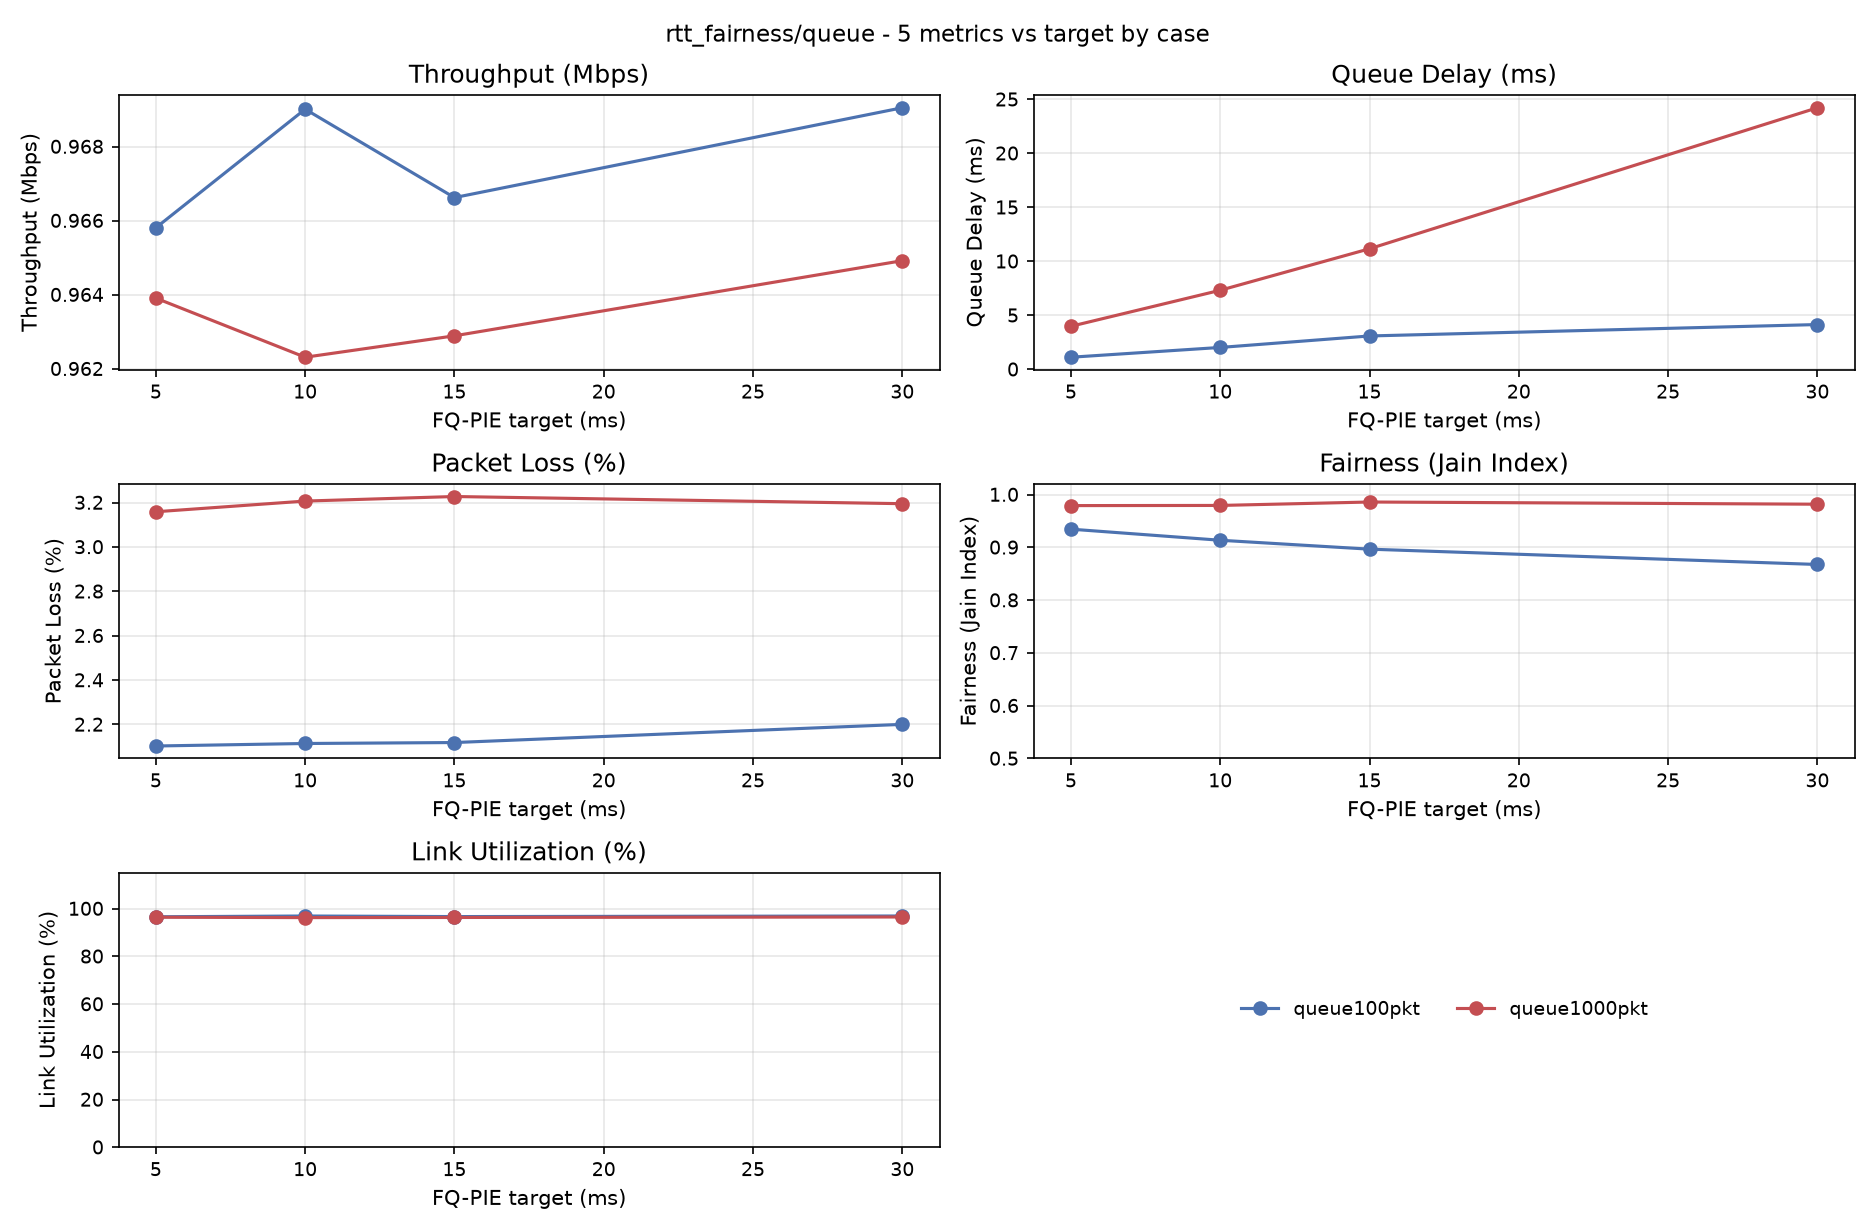 rtt_fairness/queue - 5 metrics vs target by case
Throughput (Mbps)
Throughput (Mbps)
0.968
0.966
0.964
0.962
5 10 15 20 25 30
FQ-PIE target (ms)
Queue Delay (ms)
Queue Delay (ms)
25
20
15
10
5
0
5 10 15 20 25 30
FQ-PIE target (ms)
Packet Loss (%)
Packet Loss (%)
3.2
3.0
2.8
2.6
2.4
2.2
5 10 15 20 25 30
FQ-PIE target (ms)
Fairness (Jain Index)
Fairness (Jain Index)
1.0
0.9
0.8
0.7
0.6
0.5
5 10 15 20 25 30
FQ-PIE target (ms)
Link Utilization (%)
Link Utilization (%)
100
80
60
40
20
0
5 10 15 20 25 30
FQ-PIE target (ms)
queue100pkt queue1000pkt